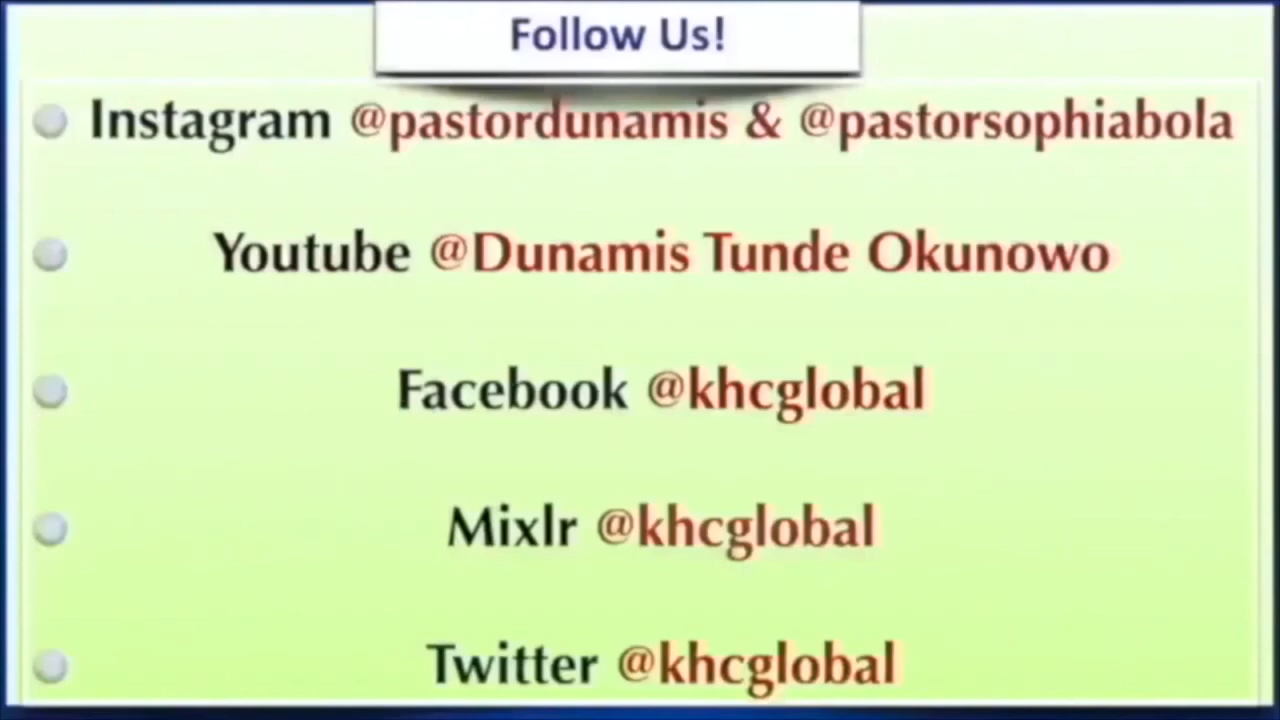 Follow Us!
Instagram @pastordunamis & @pastorsophiabola
Youtube @Dunamis Tunde Okunowo
Facebook @khcglobal
Mixlr @khcglobal
Twitter @khcglobal